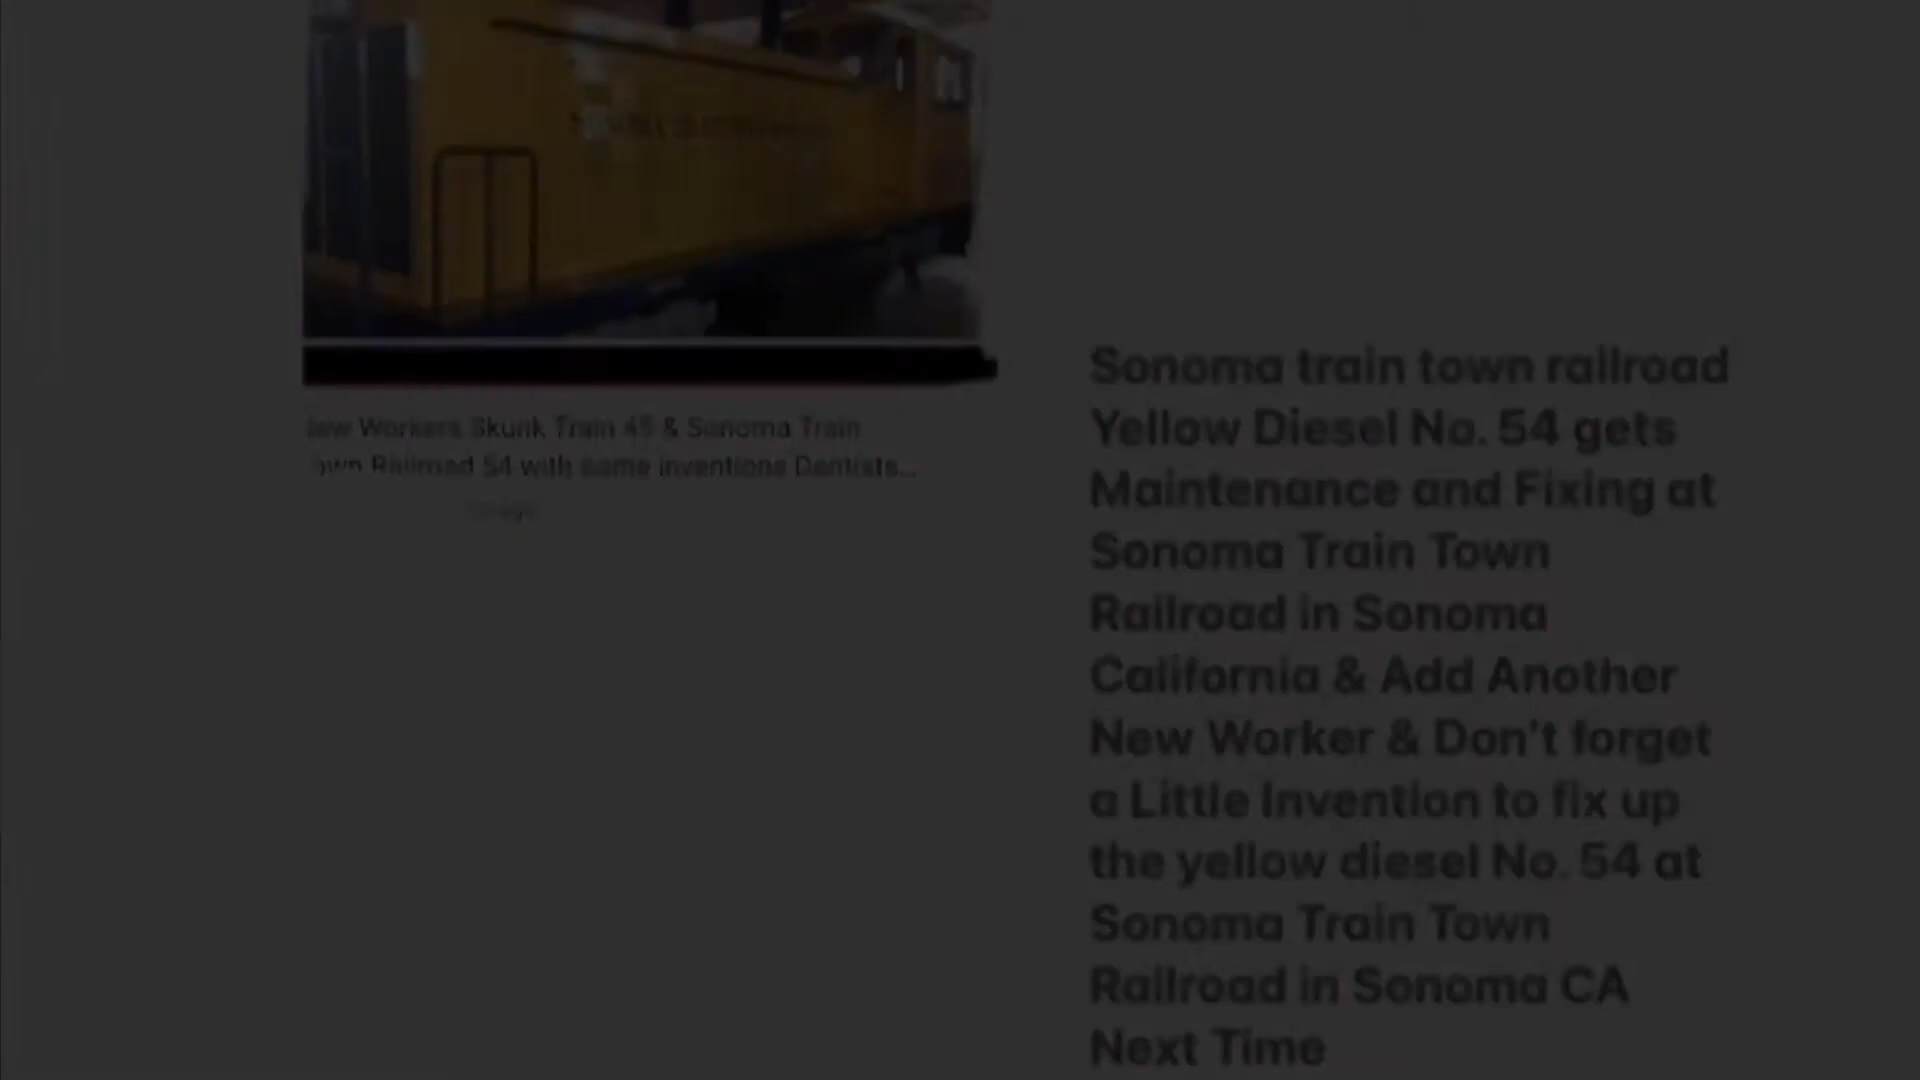 Workers Skunk Train 45 & Sonoma Train
Railroad 54 with some inventions Dentists...
Sonoma train town railroad
Yellow Diesel No. 54 gets
Maintenance and Fixing at
Sonoma Train Town
Railroad in Sonoma
California & Add Another
New Worker & Don't forget
a Little Invention to fix up
the yellow diesel No. 54 at
Sonoma Train Town
Railroad in Sonoma CA
Next Time